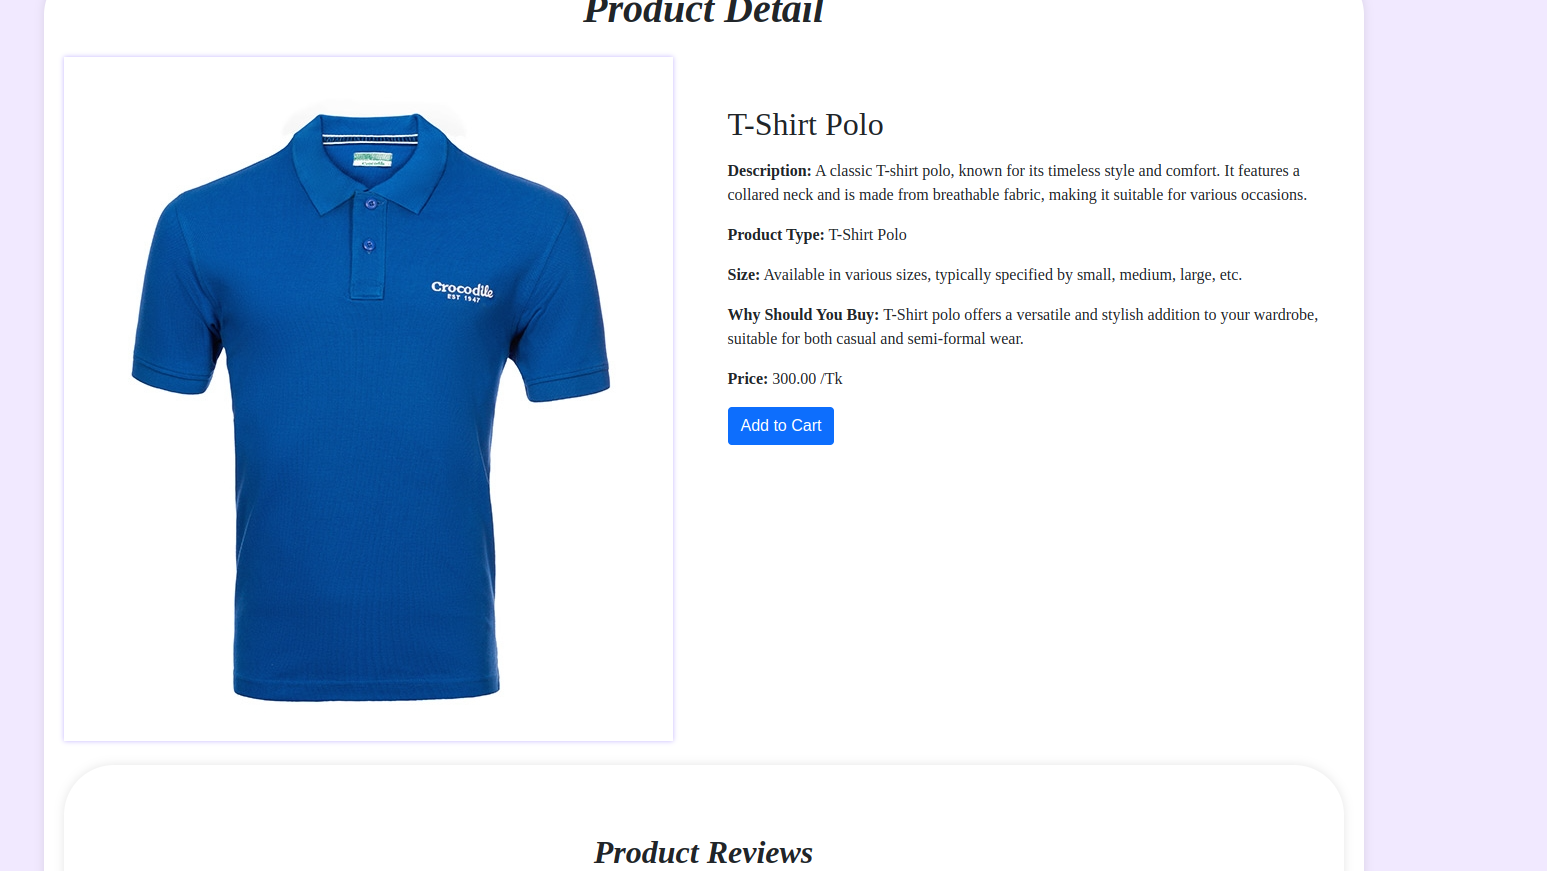 Product Detail
Crocodile
EST 1947
T-Shirt Polo
Description: A classic T-shirt polo, known for its timeless style and comfort. It features a
collared neck and is made from breathable fabric, making it suitable for various occasions.
Product Type: T-Shirt Polo
Size: Available in various sizes, typically specified by small, medium, large, etc.
Why Should You Buy: T-Shirt polo offers a versatile and stylish addition to your wardrobe,
suitable for both casual and semi-formal wear.
Price: 300.00 /Tk
Add to Cart
Product Reviews